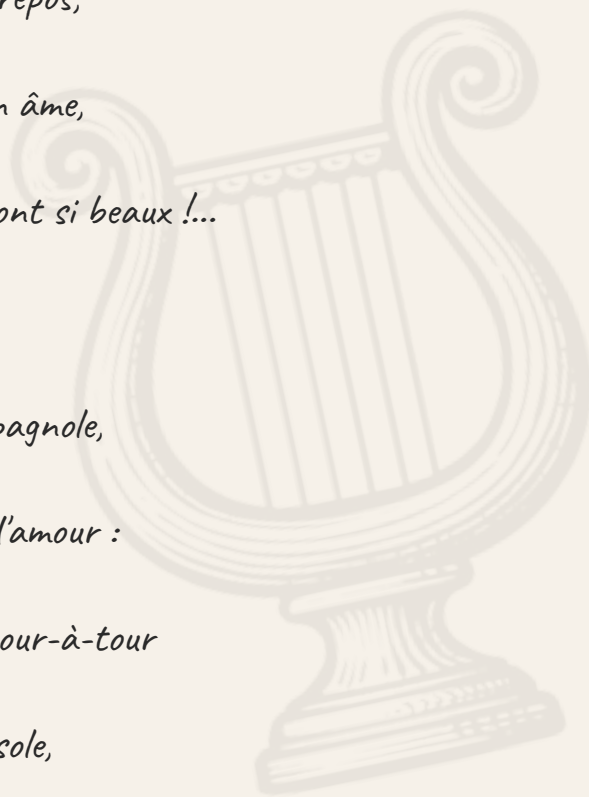 repos,
âme,
ont si beaux !...
pagnole,
l'amour :
our-à-tour
sole,